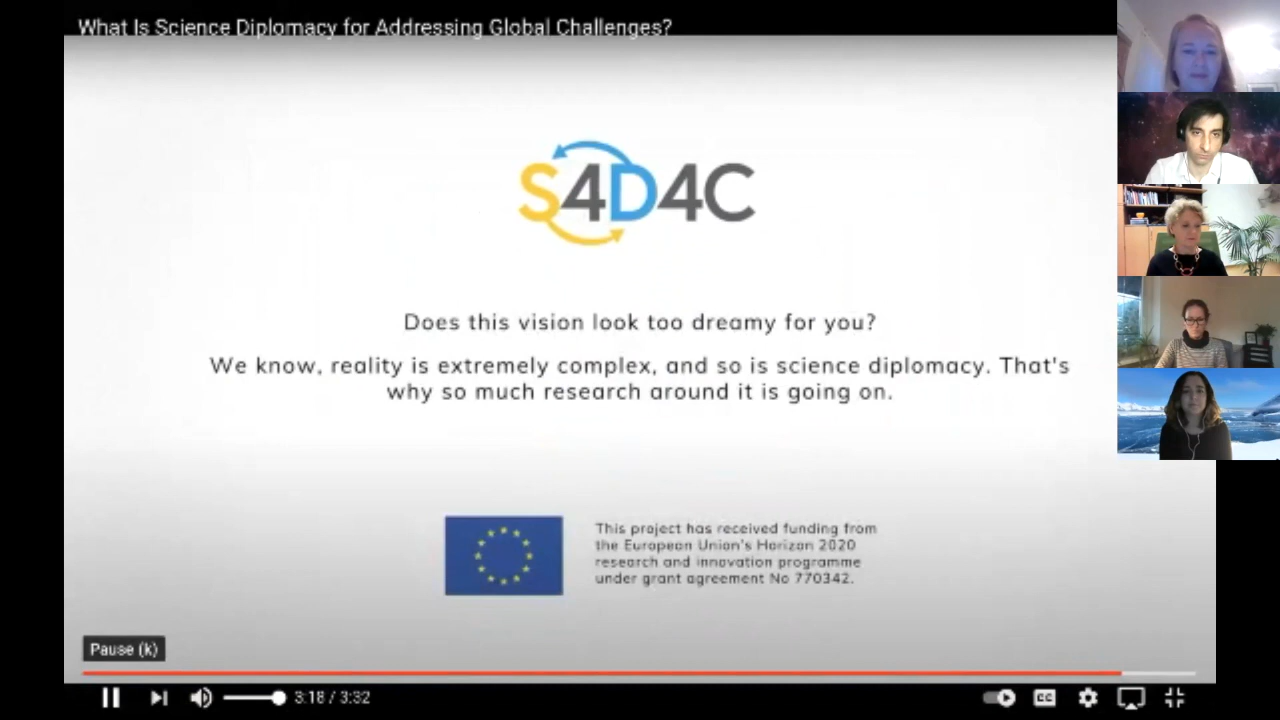 What Is Science Diplomacy for Addressing Global Challenges?
S4D4C
Does this vision look too dreamy for you?
We know, reality is extremely complex, and so is science diplomacy. That's
why so much research around it is going on.
This project has received funding from
the European Union's Horizon 2020
research and innovation programme
under grant agreement No 770342.
Pause (k)
3:18 / 3:32
CC